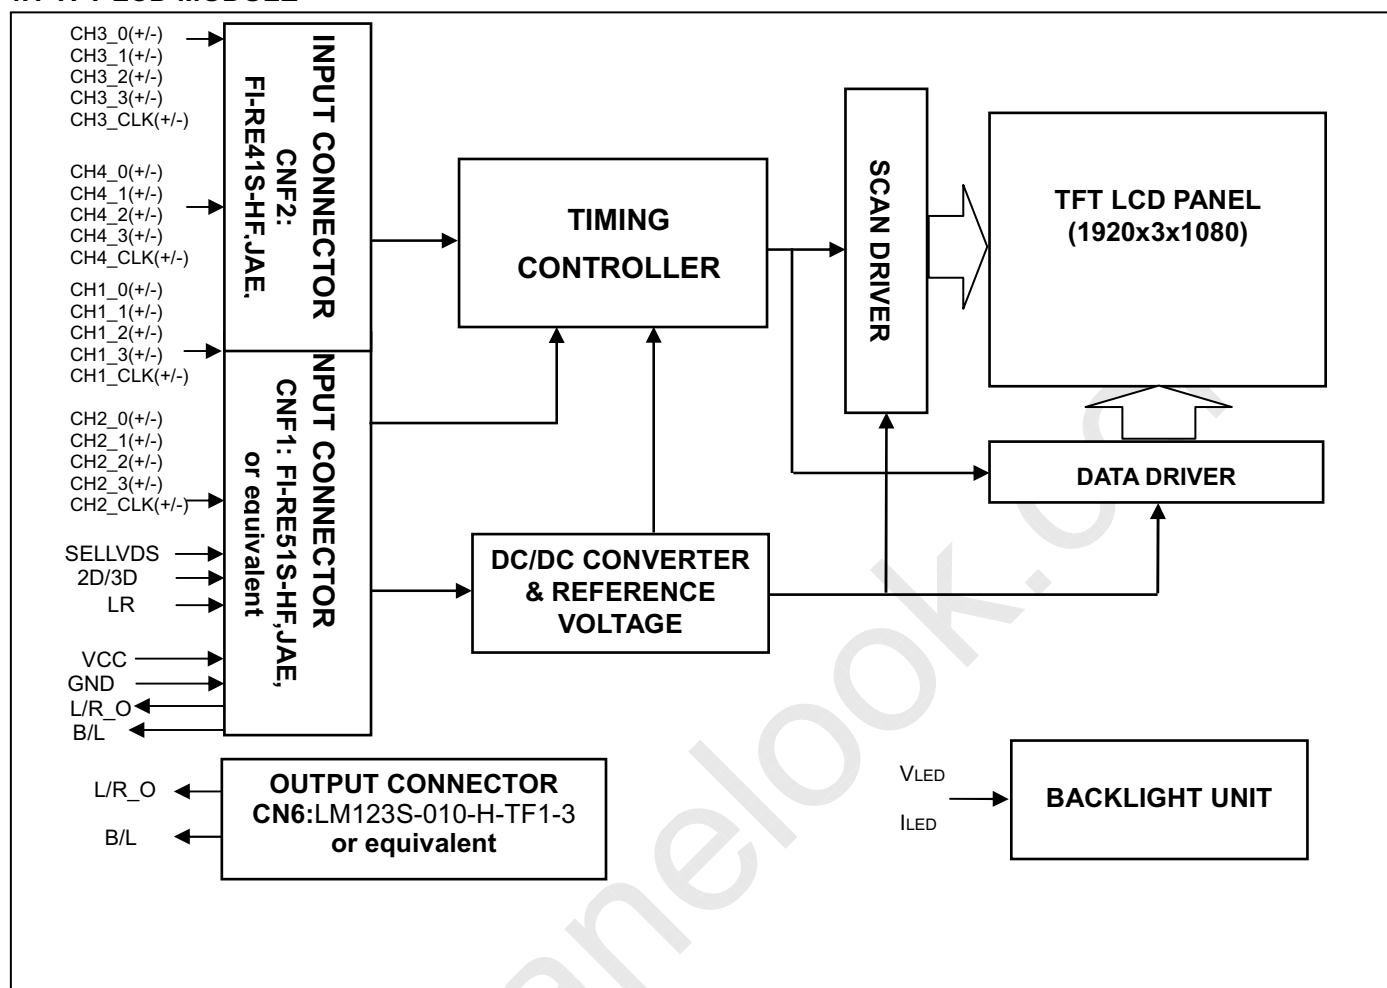 CH3_0(+/-)
CH3_1(+/-)
CH3_2(+/-)
CH3_3(+/-)
CH3_CLK(+/-)
CH4_0(+/-)
CH4_1(+/-)
CH4_2(+/-)
CH4_3(+/-)
CH4_CLK(+/-)
CH1_0(+/-)
CH1_1(+/-)
CH1_2(+/-)
CH1_3(+/-)
CH1_CLK(+/-)
CH2_0(+/-)
CH2_1(+/-)
CH2_2(+/-)
CH2_3(+/-)
CH2_CLK(+/-)
SELLVDS
2D/3D
LR
VCC
GND
L/R_O
B/L
INPUT CONNECTOR
CNF2:
FI-RE41S-HF,JAE,
NPUT CONNECTOR
CNF1: FI-RE51S-HF,JAE,
or equivalent
TIMING
CONTROLLER
DC/DC CONVERTER
& REFERENCE
VOLTAGE
SCAN DRIVER
TFT LCD PANEL
(1920x3x1080)
DATA DRIVER
L/R_O
B/L
OUTPUT CONNECTOR
CN6:LM123S-010-H-TF1-3
or equivalent
VLED
ILED
BACKLIGHT UNIT